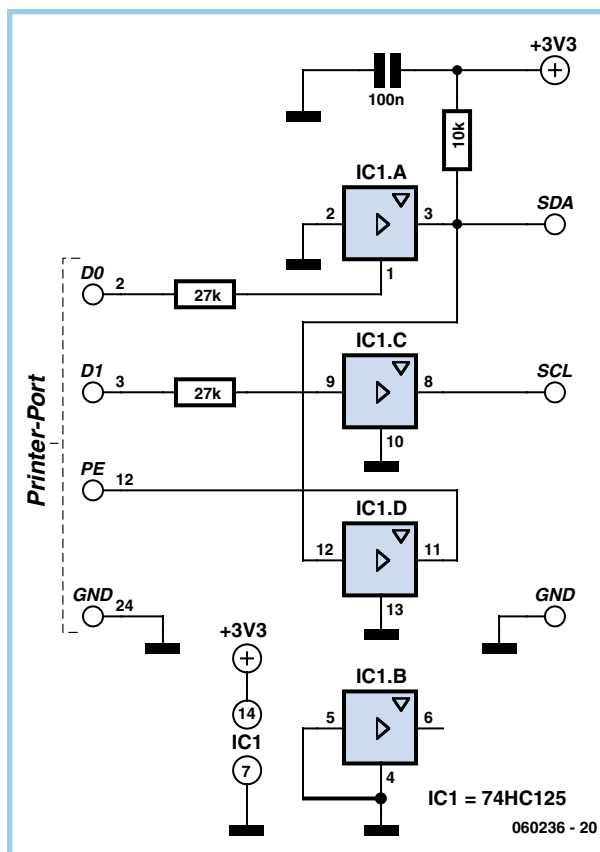 +3V3
100n
10k
IC1.A
2
3
SDA
1
D0
2
27k
IC1.C
D1
3
27k
9
8
SCL
10
Printer-Port
PE
12
IC1.D
12
11
13
GND
24
GND
+3V3
IC1.B
14
5
6
IC1
7
4
IC1 = 74HC125
060236 - 20